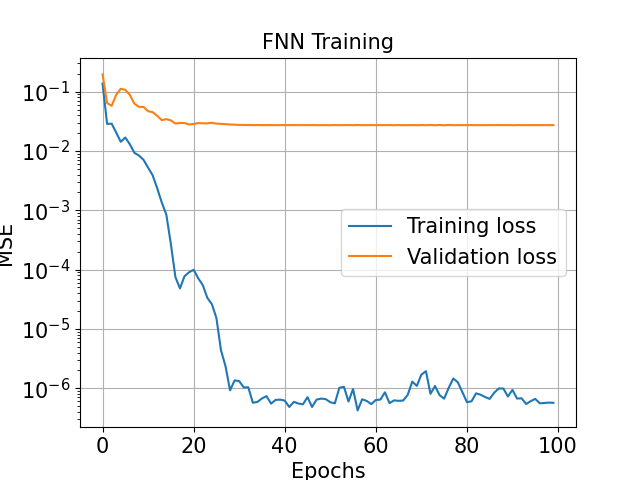 FNN Training
MSE
10⁻¹
10⁻²
10⁻³
10⁻⁴
10⁻⁵
10⁻⁶
Training loss
Validation loss
0 20 40 60 80 100
Epochs